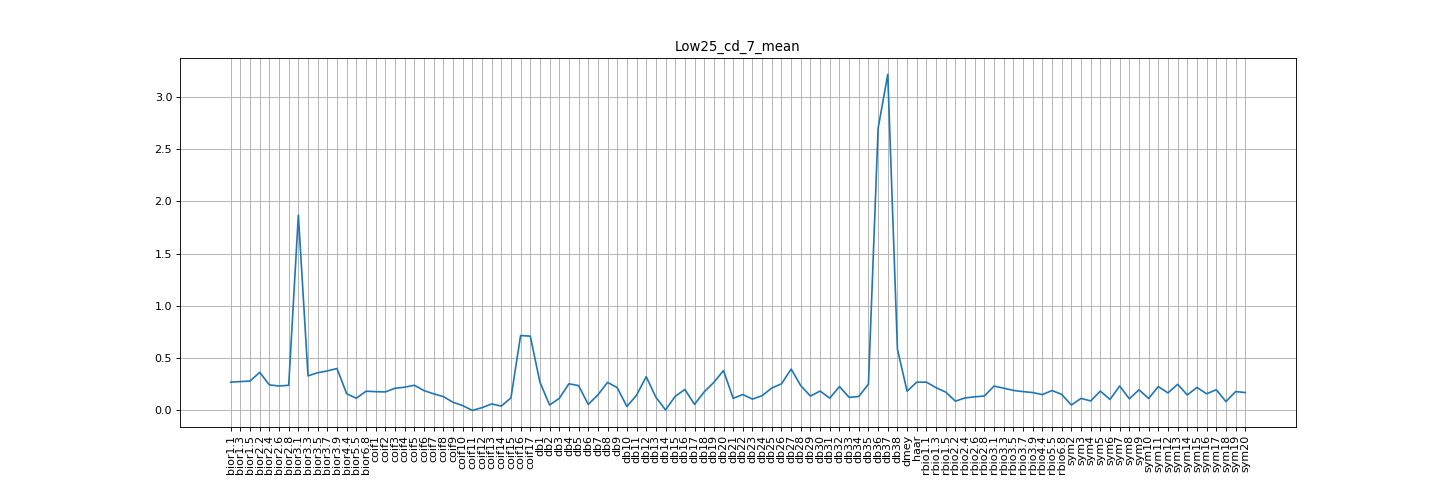 Low25_cd_7_mean
3.0
2.5
2.0
1.5
1.0
0.5
0.0
bior1.1
bior1.3
bior1.5
bior2.2
bior2.4
bior2.6
bior2.8
bior3.1
bior3.3
bior3.5
bior3.7
bior3.9
bior4.4
bior5.5
bior6.8
coif1
coif2
coif3
coif4
coif5
coif6
coif7
coif8
coif9
coif10
coif11
coif12
coif13
coif14
coif15
coif16
coif17
db1
db2
db3
db4
db5
db6
db7
db8
db9
db10
db11
db12
db13
db14
db15
db16
db17
db18
db19
db20
db21
db22
db23
db24
db25
db26
db27
db28
db29
db30
db31
db32
db33
db34
db35
db36
db37
db38
dmey
haar
rbio1.1
rbio1.3
rbio1.5
rbio2.2
rbio2.4
rbio2.6
rbio2.8
rbio3.1
rbio3.3
rbio3.5
rbio3.7
rbio3.9
rbio4.4
rbio5.5
rbio6.8
sym2
sym3
sym4
sym5
sym6
sym7
sym8
sym9
sym10
sym11
sym12
sym13
sym14
sym15
sym16
sym17
sym18
sym19
sym20